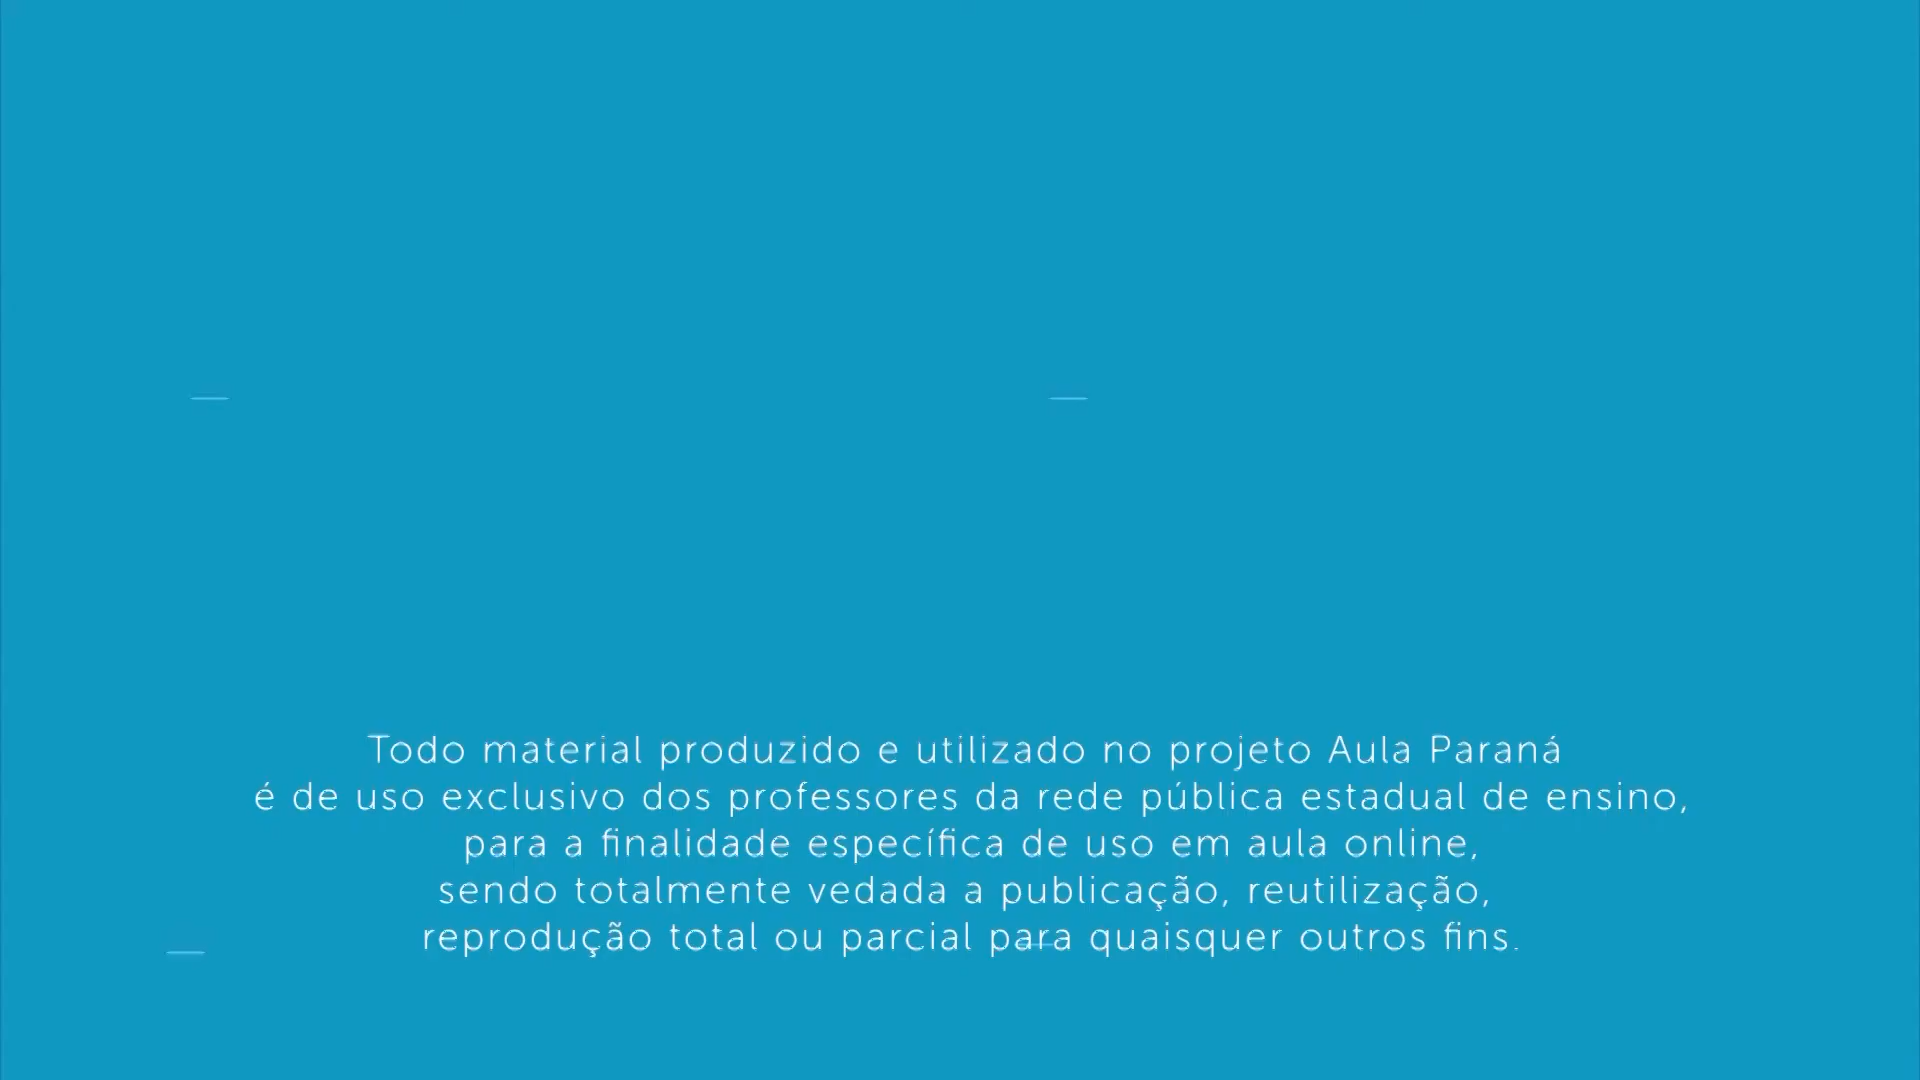 Todo material produzido e utilizado no projeto Aula Paraná
é de uso exclusivo dos professores da rede pública estadual de ensino,
para a finalidade específica de uso em aula online,
sendo totalmente vedada a publicação, reutilização,
reprodução total ou parcial para quaisquer outros fins.